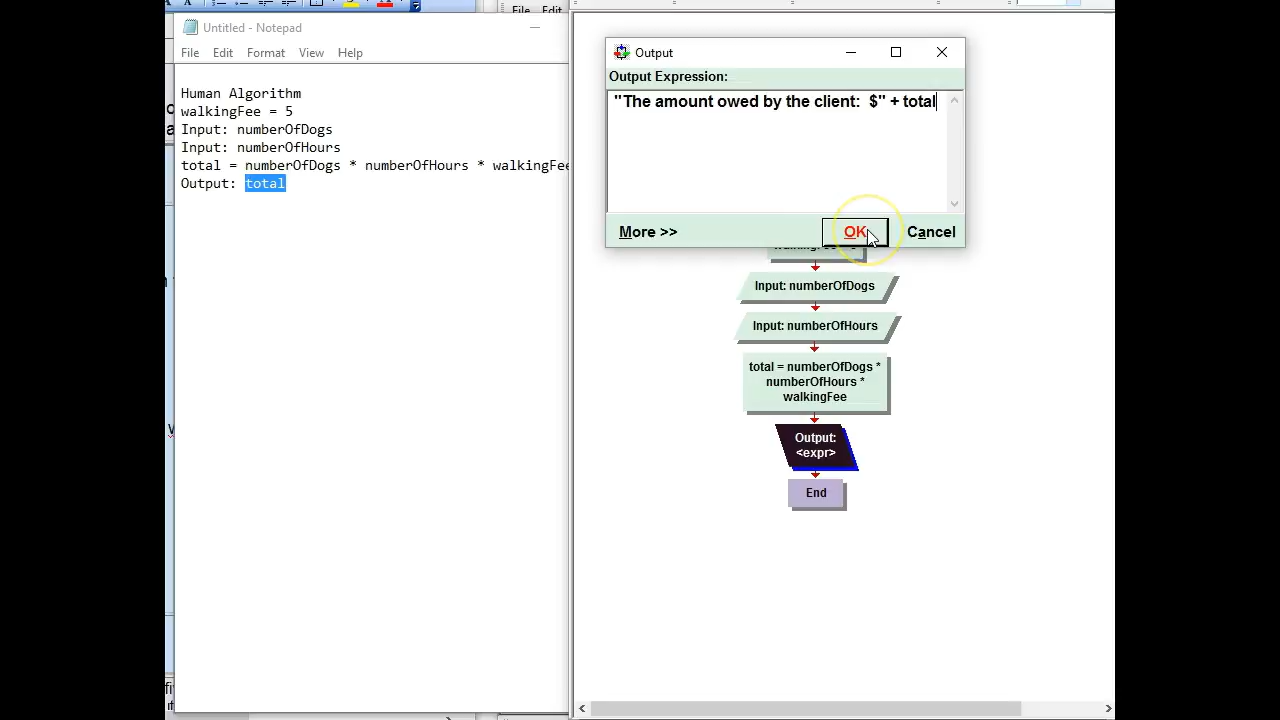 File Edit
Untitled - Notepad
File Edit Format View Help
Human Algorithm
walkingFee = 5
Input: numberOfDogs
Input: numberOfHours
total = numberOfDogs * numberOfHours * walkingFee
Output: total
Output
Output Expression:
"The amount owed by the client:  $" + total
More >> OK Cancel
Input: numberOfDogs
Input: numberOfHours
total = numberOfDogs *
numberOfHours *
walkingFee
Output:
<expr>
End